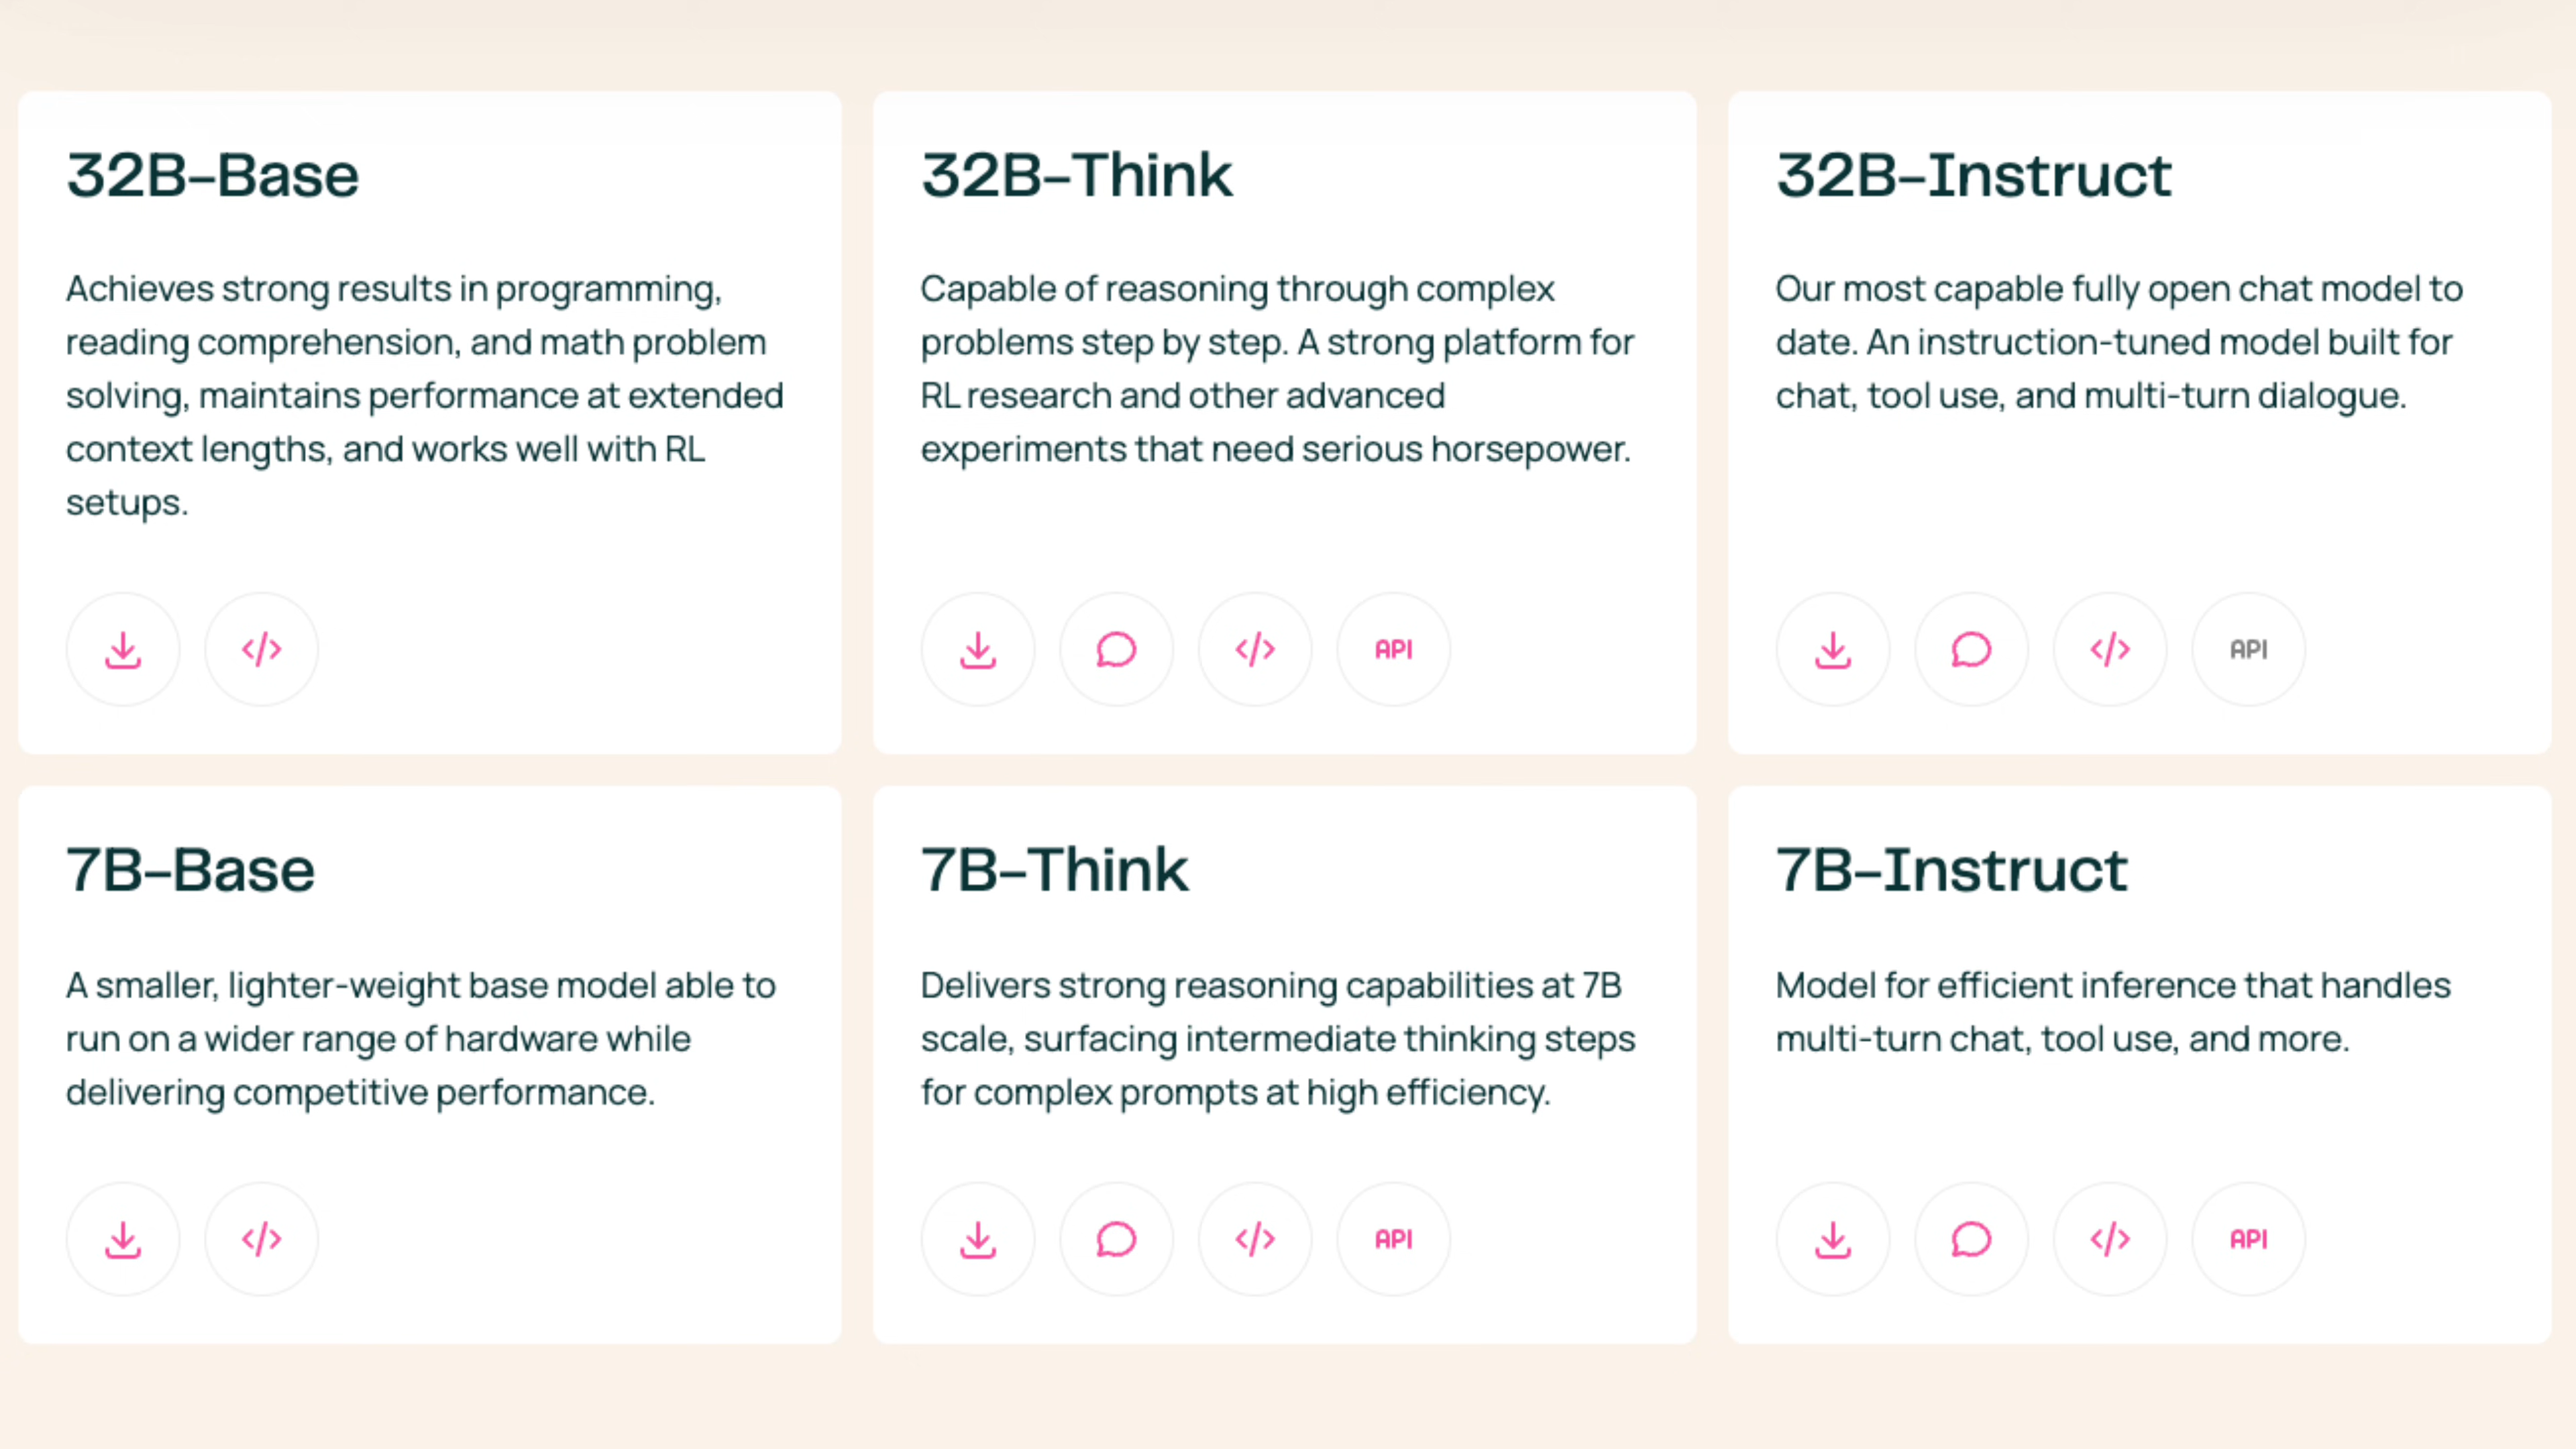 32B-Base
Achieves strong results in programming,
reading comprehension, and math problem
solving, maintains performance at extended
context lengths, and works well with RL
setups.
</>
32B-Think
Capable of reasoning through complex
problems step by step. A strong platform for
RL research and other advanced
experiments that need serious horsepower.
</> API
32B-Instruct
Our most capable fully open chat model to
date. An instruction-tuned model built for
chat, tool use, and multi-turn dialogue.
</> API
7B-Base
A smaller, lighter-weight base model able to
run on a wider range of hardware while
delivering competitive performance.
</>
7B-Think
Delivers strong reasoning capabilities at 7B
scale, surfacing intermediate thinking steps
for complex prompts at high efficiency.
</> API
7B-Instruct
Model for efficient inference that handles
multi-turn chat, tool use, and more.
</> API